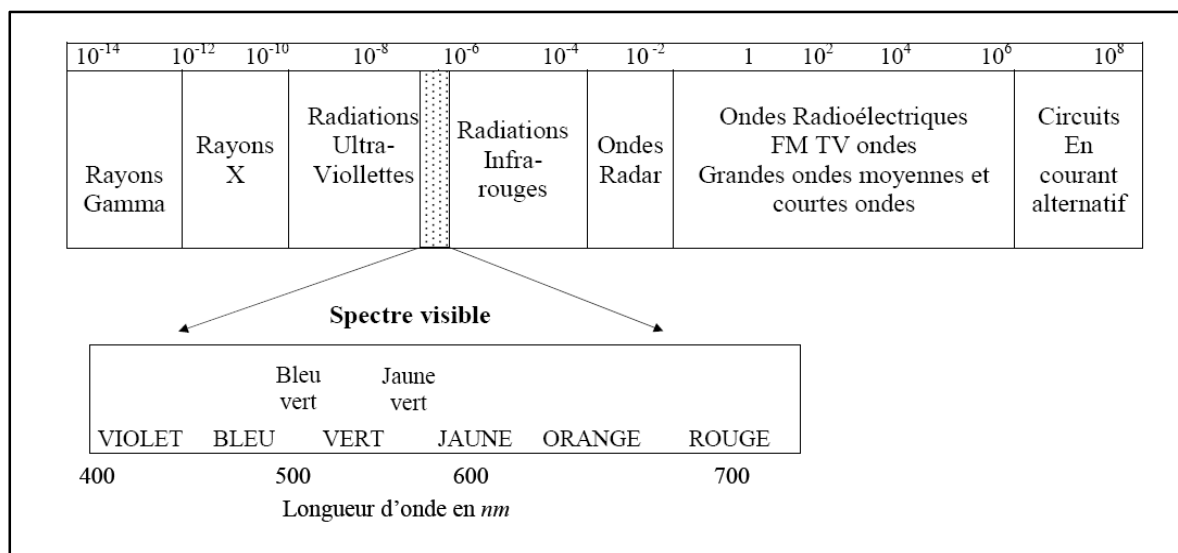 10⁻¹⁴ 10⁻¹² 10⁻¹⁰ 10⁻⁸ 10⁻⁶ 10⁻⁴ 10⁻² 1 10² 10⁴ 10⁶ 10⁸
Rayons
Gamma
Rayons
X
Radiations
Ultra-
Viollettes
Radiations
Infra-
rouges
Ondes
Radar
Ondes Radioélectriques
FM TV ondes
Grandes ondes moyennes et
courtes ondes
Circuits
En
courant
alternatif
Spectre visible
Bleu
vert
Jaune
vert
VIOLET BLEU VERT JAUNE ORANGE ROUGE
400 500 600 700
Longueur d’onde en nm